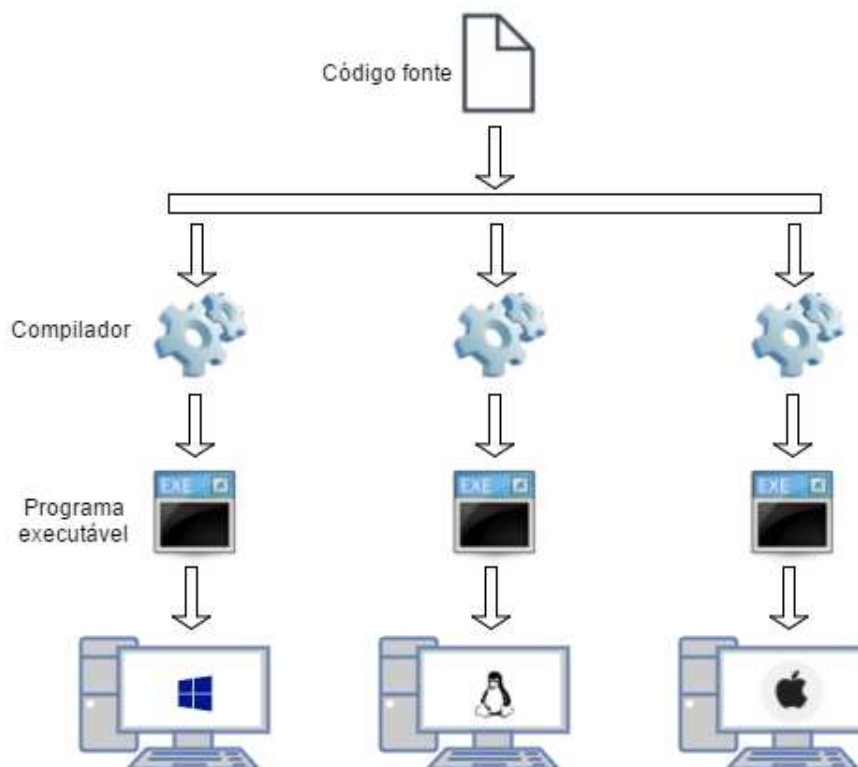 Código fonte
Compilador
EXE
EXE
EXE
Programa
executável